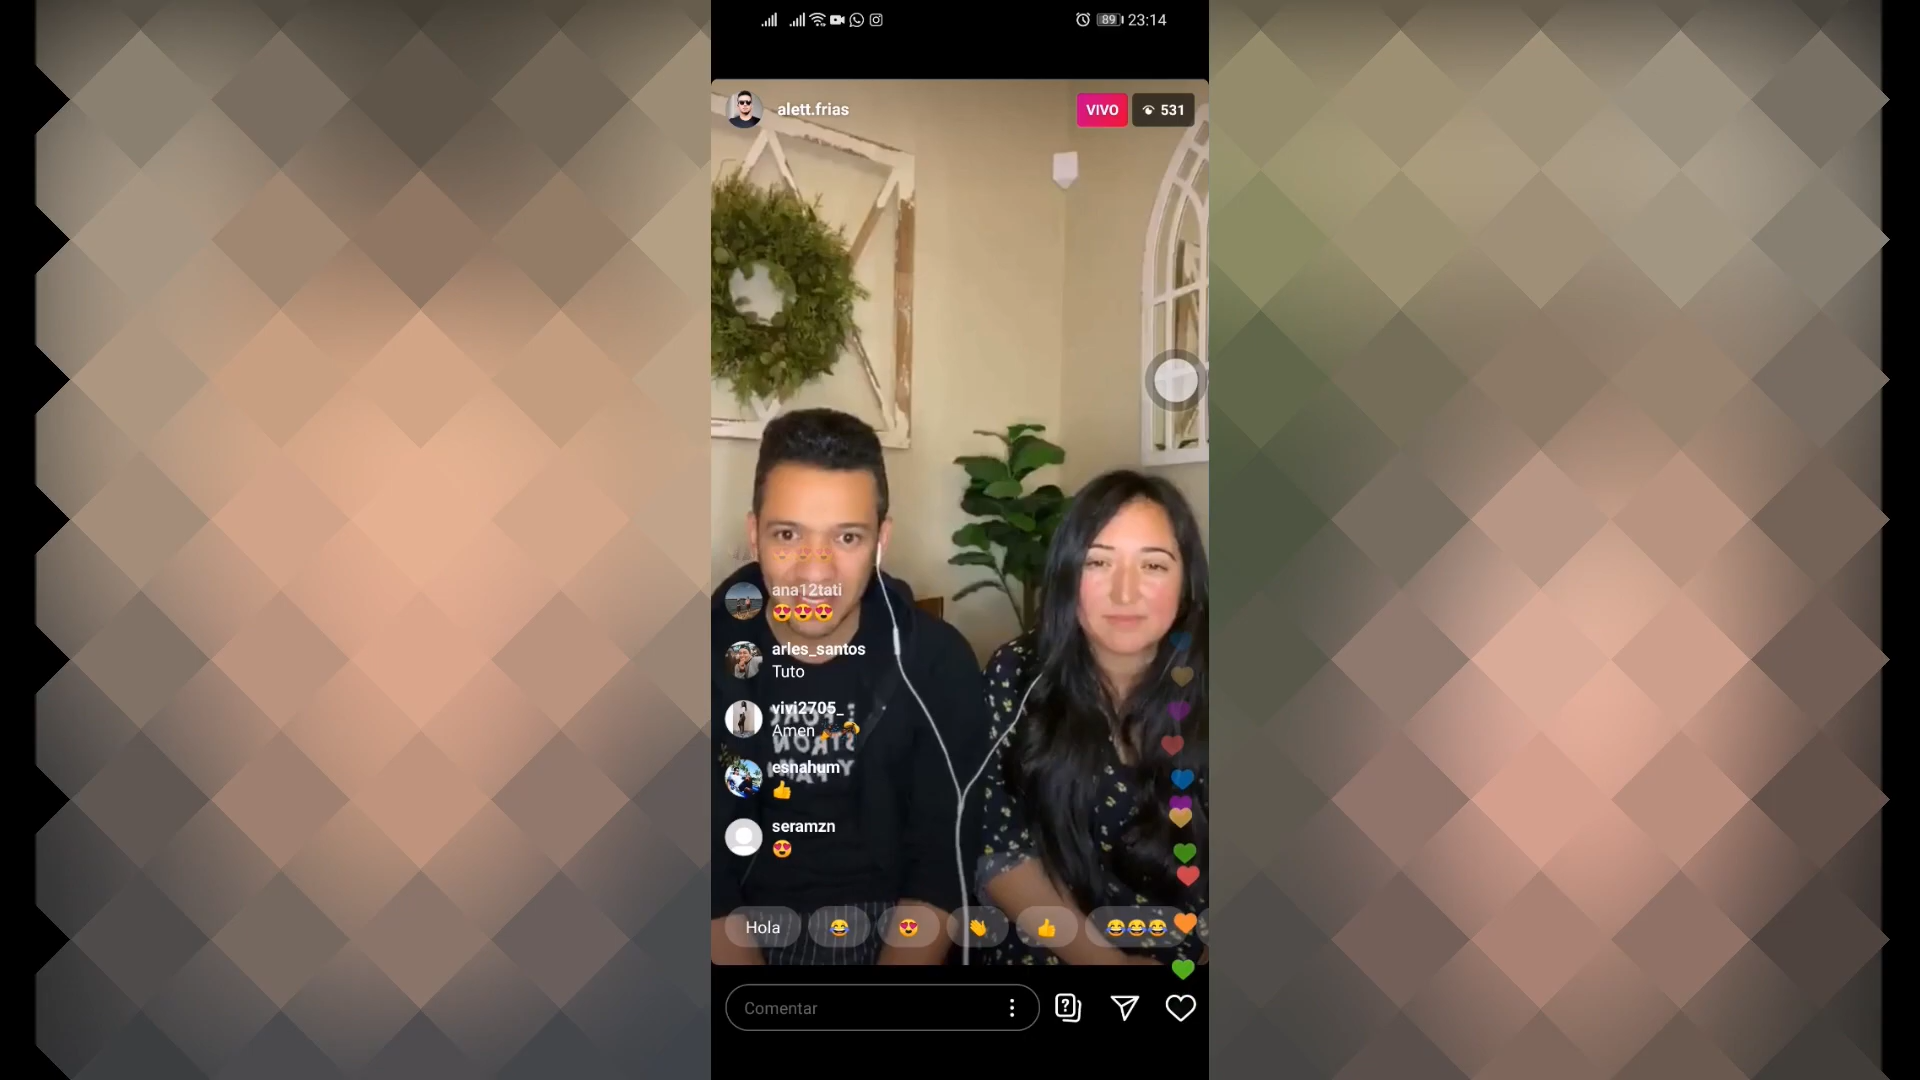 89 23:14
alett.frias
VIVO
531
ana12tati
arles_santos
Tuto
vivi2705_
Amen
esnahum
seramzn
Hola
Comentar